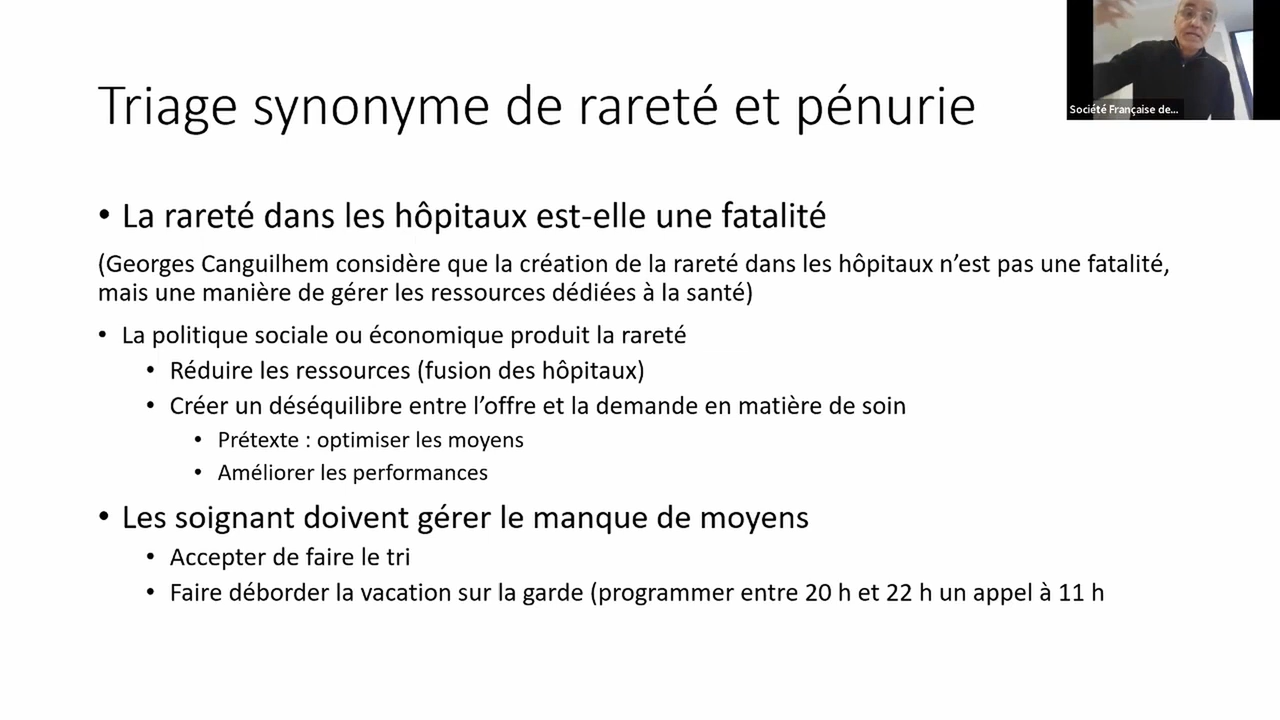 Triage synonyme de rareté et pénurie
Société Française de...
• La rareté dans les hôpitaux est-elle une fatalité
(Georges Canguilhem considère que la création de la rareté dans les hôpitaux n’est pas une fatalité,
mais une manière de gérer les ressources dédiées à la santé)
• La politique sociale ou économique produit la rareté
• Réduire les ressources (fusion des hôpitaux)
• Créer un déséquilibre entre l’offre et la demande en matière de soin
• Prétexte : optimiser les moyens
• Améliorer les performances
• Les soignant doivent gérer le manque de moyens
• Accepter de faire le tri
• Faire déborder la vacation sur la garde (programmer entre 20 h et 22 h un appel à 11 h